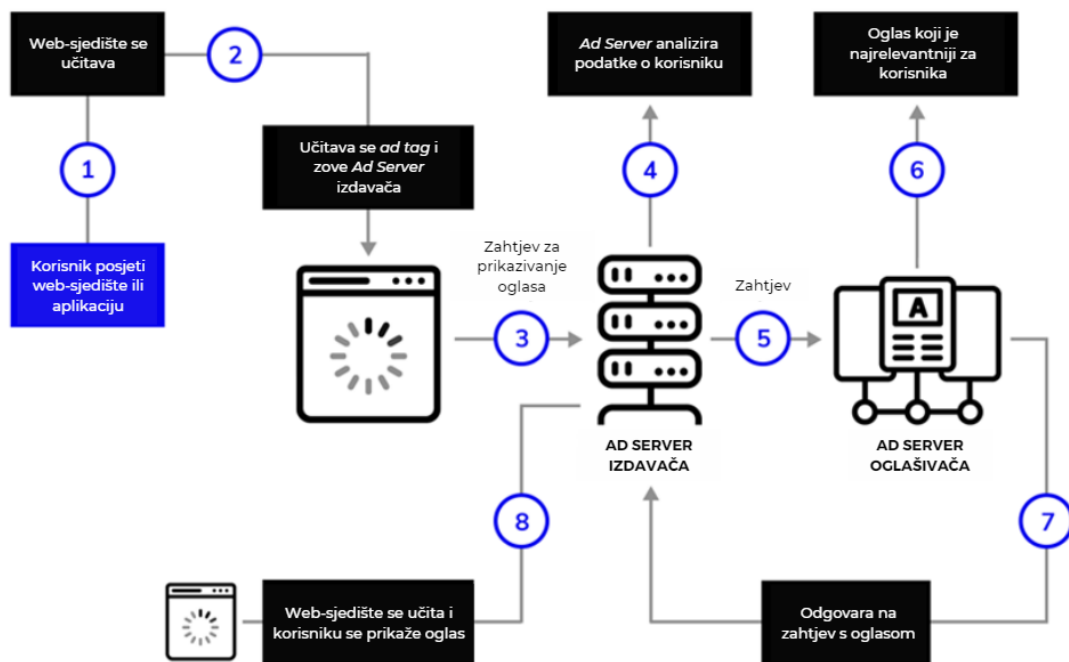 Web-sjedište se
učitava
2
Ad Server analizira
podatke o korisniku
Oglas koji je
najrelevantniji za
korisnika
1
Učitava se ad tag i
zove Ad Server
izdavača
4
6
Korisnik posjeti
web-sjedište ili
aplikaciju
Zahtjev za
prikazivanje
oglasa
3
Zahtjev
5
A
AD SERVER
IZDAVAČA
AD SERVER
OGLAŠIVAČA
8
7
Web-sjedište se učita i
korisniku se prikaže oglas
Odgovara na
zahtjev s oglasom